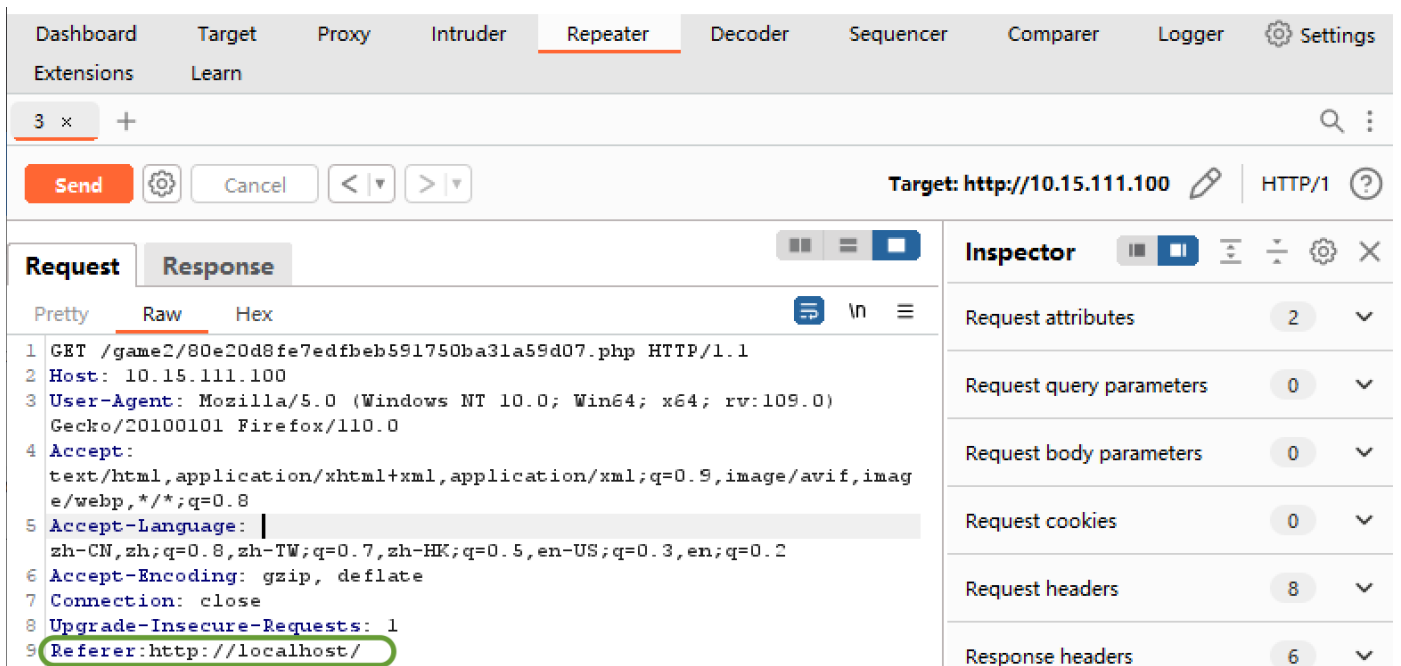 Dashboard Target Proxy Intruder Repeater Decoder Sequencer Comparer Logger Settings
Extensions Learn
3 × +
Send Cancel < > Target: http://10.15.111.100 HTTP/1 ?
Request Response
Inspector
Pretty Raw Hex \n
Request attributes 2
Request query parameters 0
Request body parameters 0
Request cookies 0
Request headers 8
Response headers 6
1 GET /game2/80e20d8fe7edfbeb591750ba31a59d07.php HTTP/1.1
2 Host: 10.15.111.100
3 User-Agent: Mozilla/5.0 (Windows NT 10.0; Win64; x64; rv:109.0)
Gecko/20100101 Firefox/110.0
4 Accept:
text/html,application/xhtml+xml,application/xml;q=0.9,image/avif,imag
e/webp,*/*;q=0.8
5 Accept-Language:
zh-CN,zh;q=0.8,zh-TW;q=0.7,zh-HK;q=0.5,en-US;q=0.3,en;q=0.2
6 Accept-Encoding: gzip, deflate
7 Connection: close
8 Upgrade-Insecure-Requests: 1
9 Referer:http://localhost/